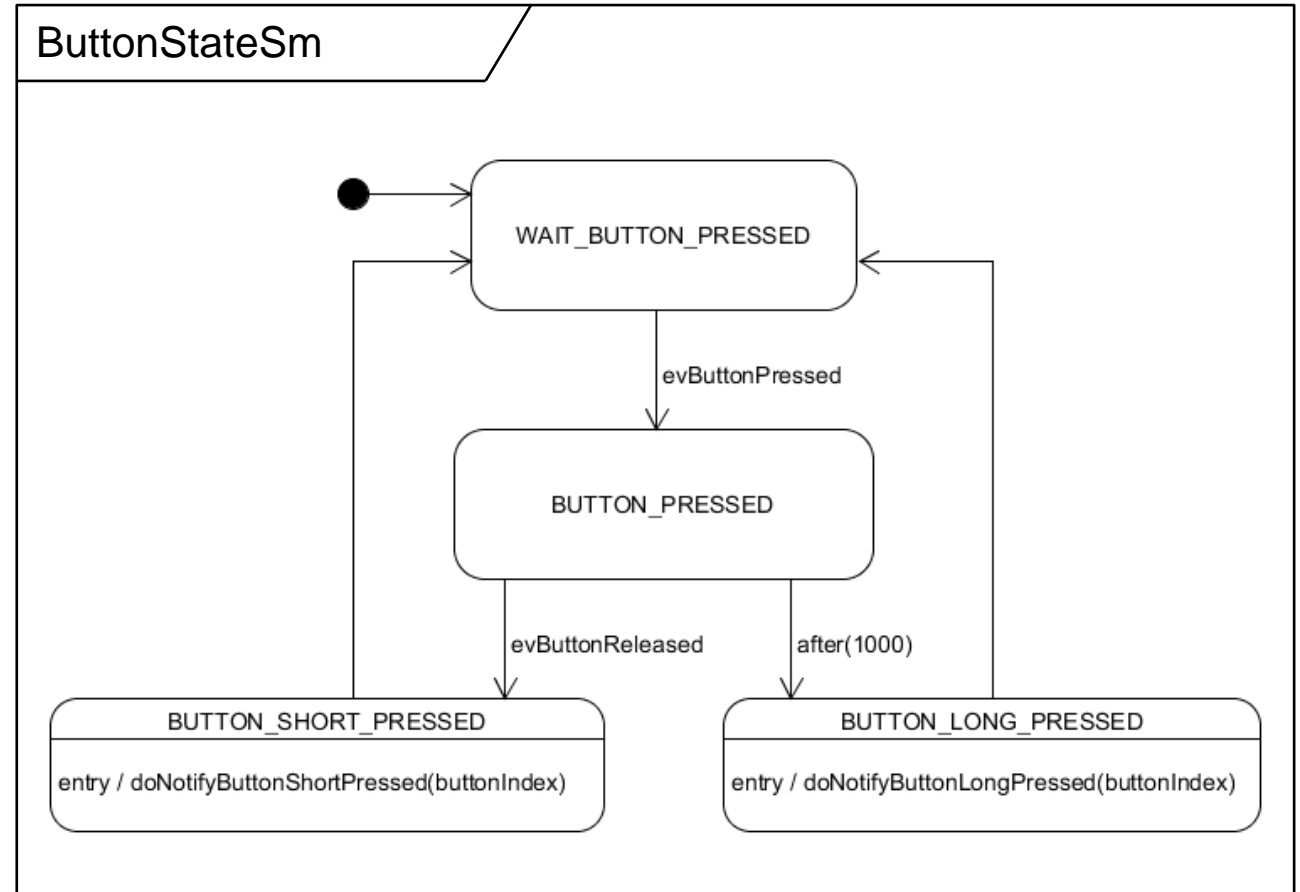 ButtonStateSm
WAIT_BUTTON_PRESSED
evButtonPressed
BUTTON_PRESSED
evButtonReleased
after(1000)
BUTTON_SHORT_PRESSED
entry / doNotifyButtonShortPressed(buttonIndex)
BUTTON_LONG_PRESSED
entry / doNotifyButtonLongPressed(buttonIndex)